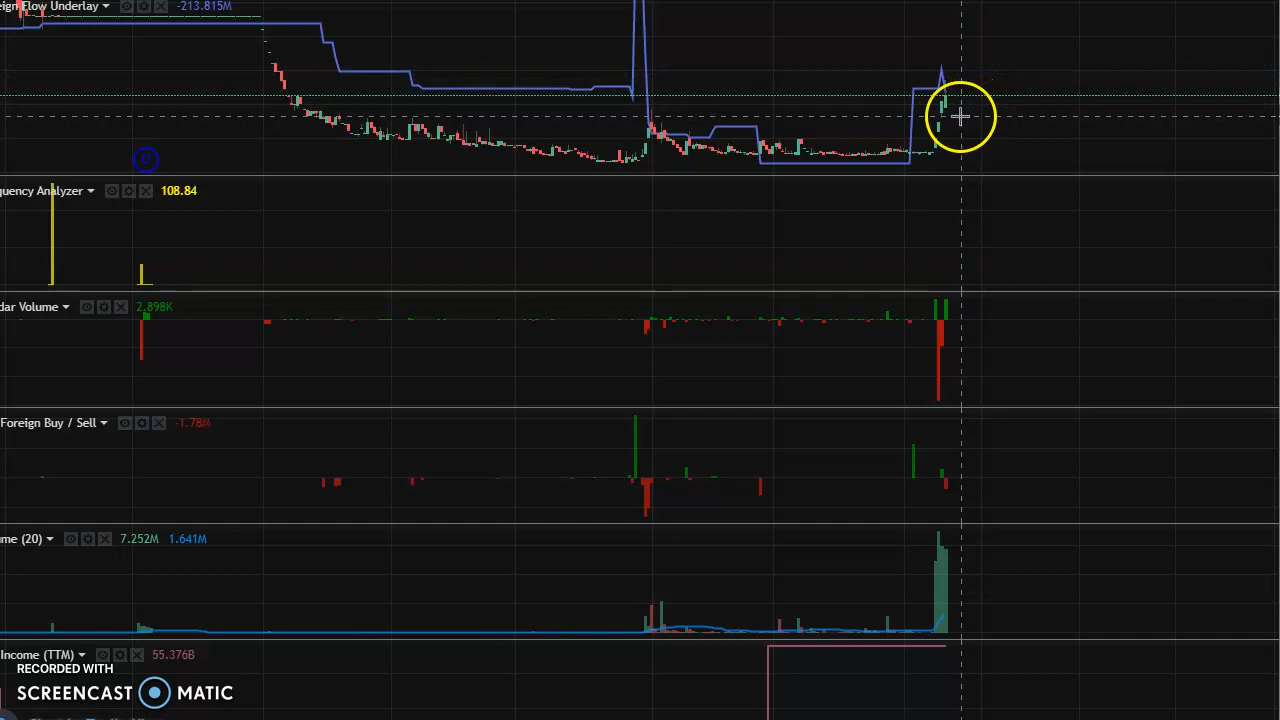 eign Flow Underlay -213.815M
D
quency Analyzer 108.84
dar Volume 2.898K
Foreign Buy / Sell -1.78M
me (20) 7.252M 1.641M
Income (TTM) 55.376B
RECORDED WITH
SCREENCAST MATIC